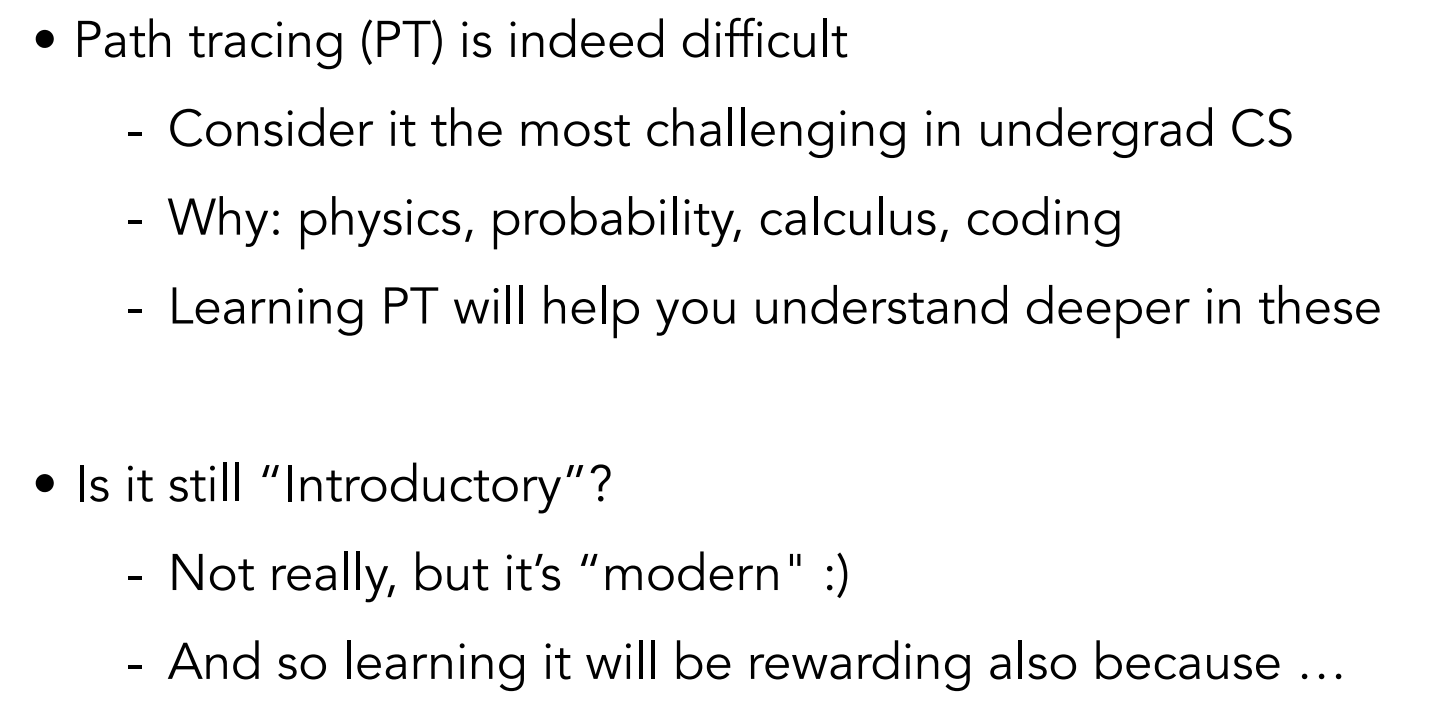 • Path tracing (PT) is indeed difficult
- Consider it the most challenging in undergrad CS
- Why: physics, probability, calculus, coding
- Learning PT will help you understand deeper in these
• Is it still “Introductory”?
- Not really, but it’s “modern" :)
- And so learning it will be rewarding also because …